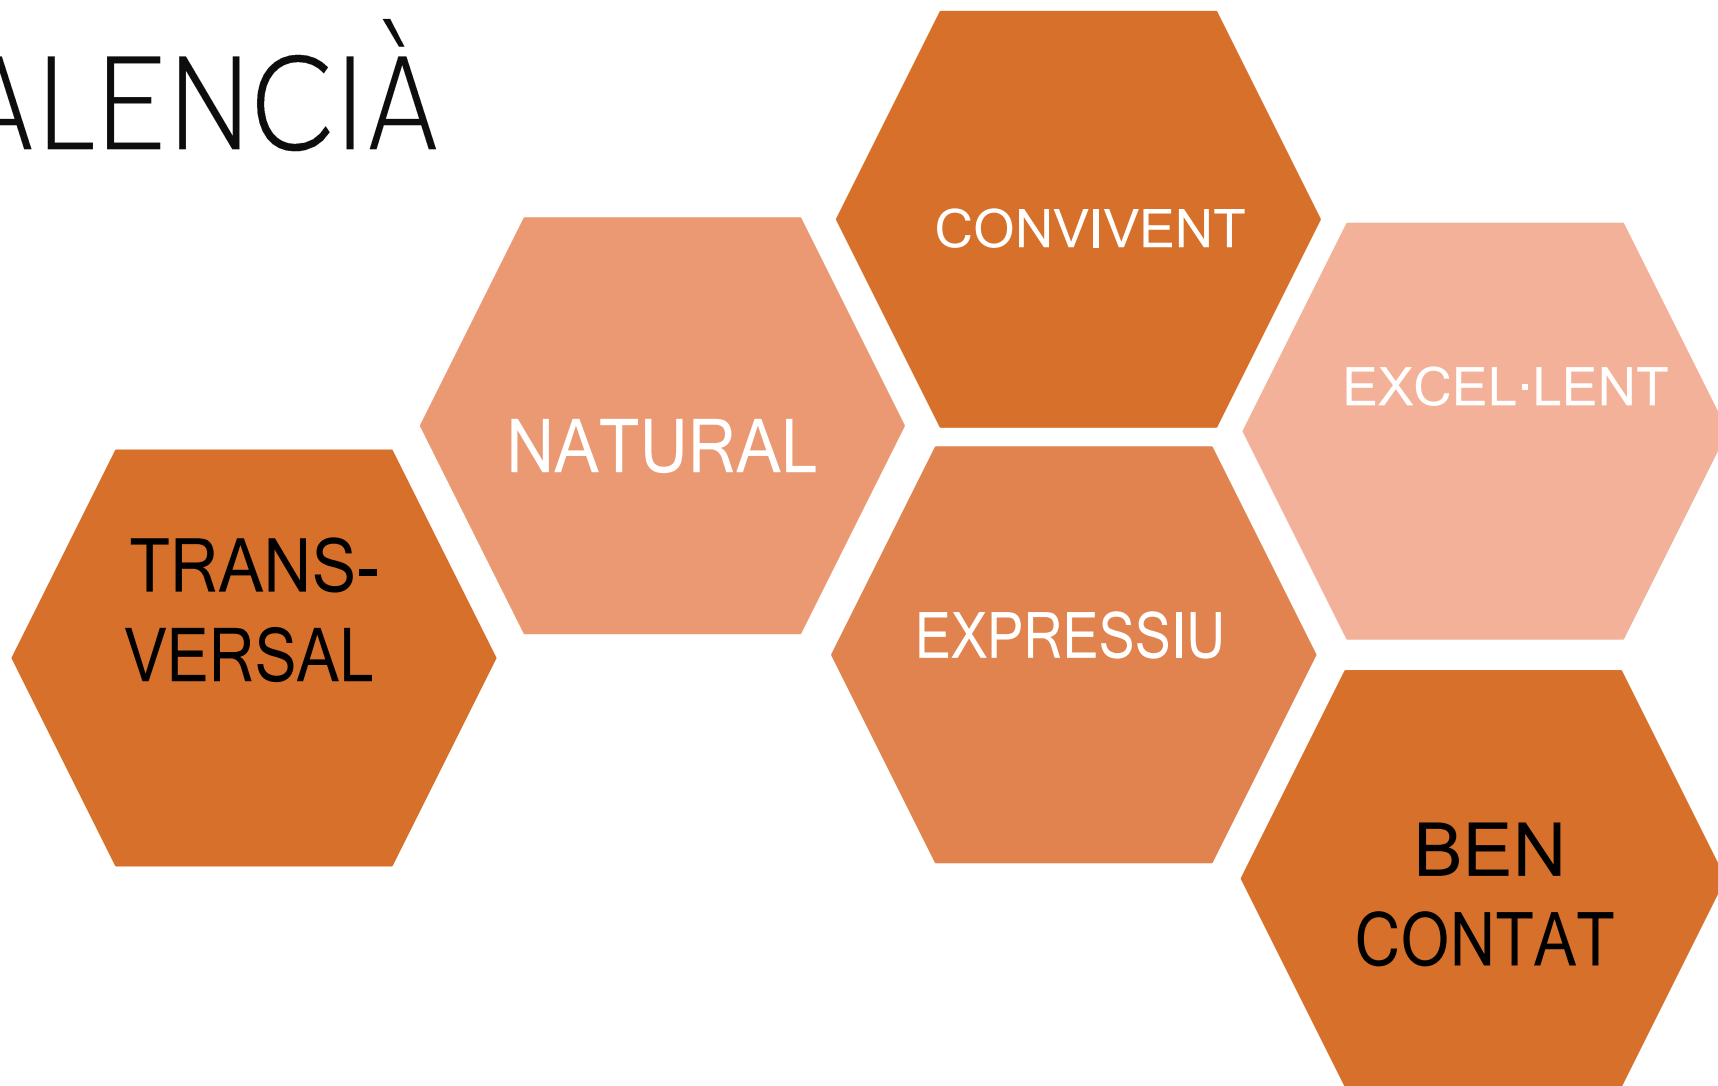 ALENCIÀ
CONVIVENT
EXCEL·LENT
NATURAL
TRANS-
VERSAL
EXPRESSIU
BEN
CONTAT